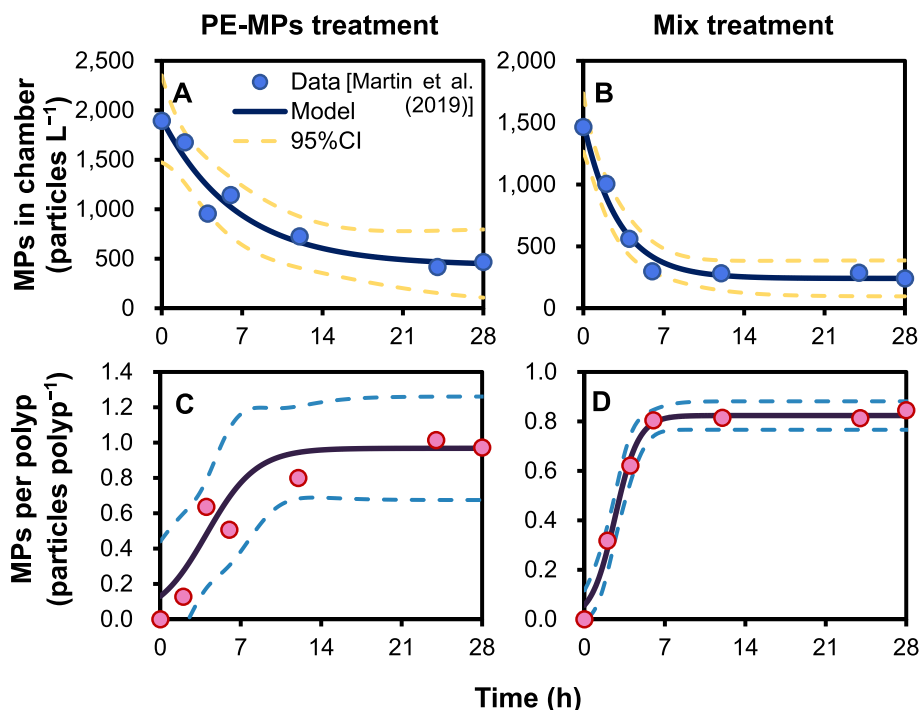 PE-MPs treatment
Mix treatment
MPs in chamber
(particles L⁻¹)
2,500
2,000
1,500
1,000
500
0
A
Data [Martin et al.
(2019)]
Model
95%CI
0 7 14 21 28
2,000
1,500
1,000
500
0
B
0 7 14 21 28
MPs per polyp
(particles polyp⁻¹)
1.4
1.2
1.0
0.8
0.6
0.4
0.2
0.0
C
0 7 14 21 28
1.0
0.8
0.6
0.4
0.2
0.0
D
0 7 14 21 28
Time (h)